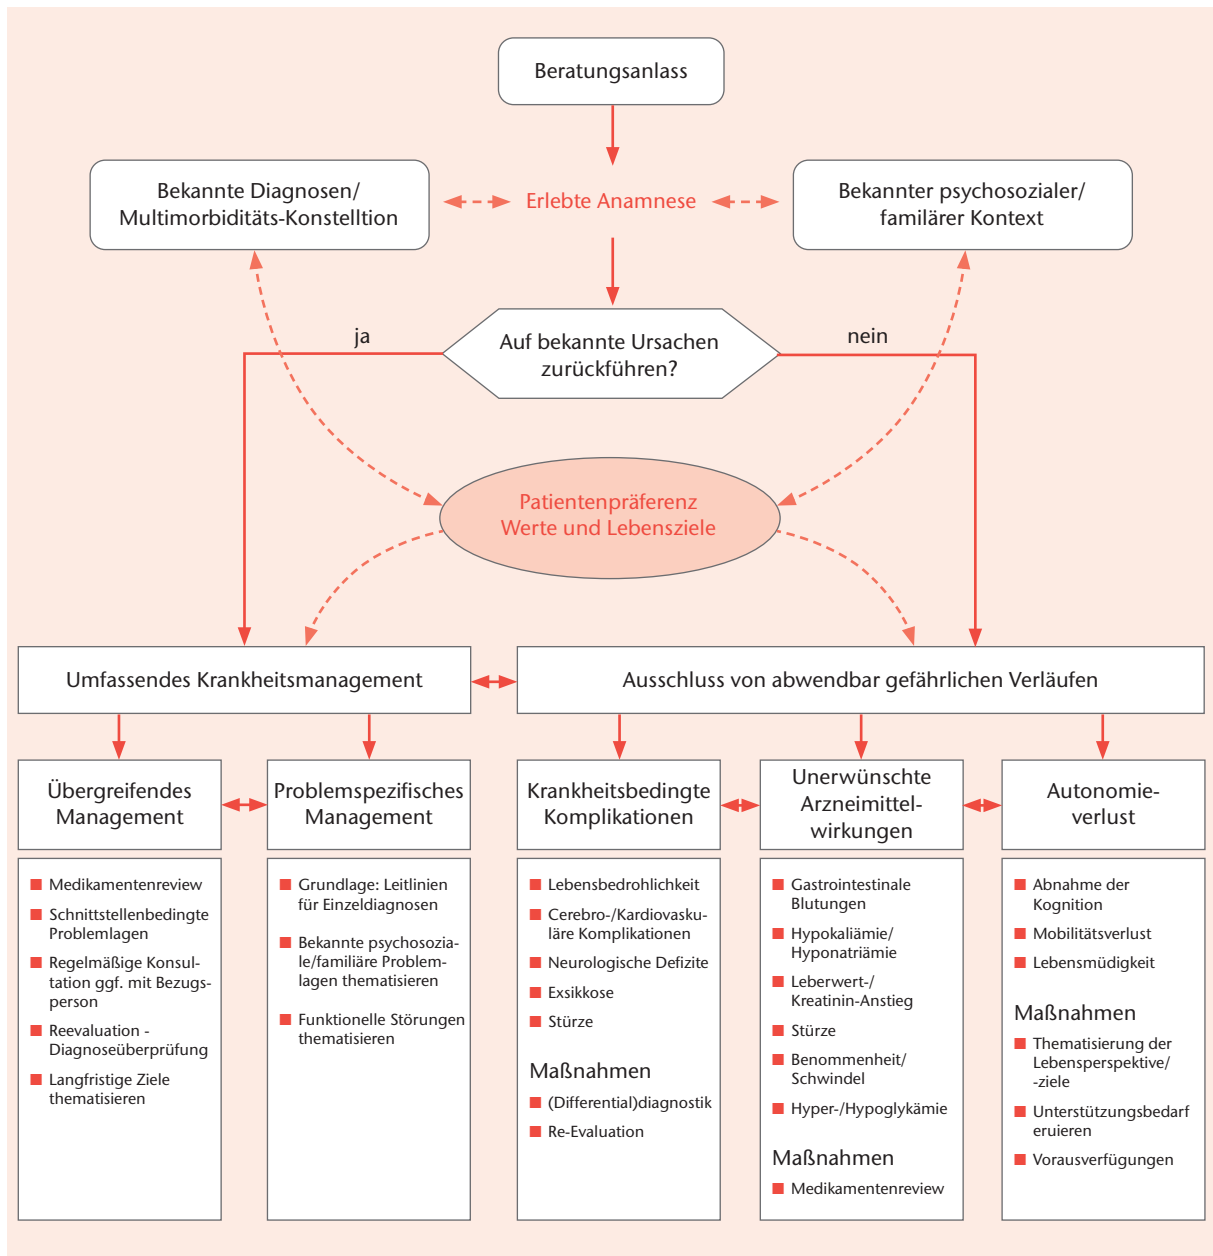 Beratungsanlass
Bekannte Diagnosen/
Multimorbiditäts-Konstelltion
Erlebte Anamnese
Bekannter psychosozialer/
familärer Kontext
ja
Auf bekannte Ursachen
zurückführen?
nein
Patientenpräferenz
Werte und Lebensziele
Umfassendes Krankheitsmanagement
Ausschluss von abwendbar gefährlichen Verläufen
Übergreifendes
Management
Problemspezifisches
Management
Krankheitsbedingte
Komplikationen
Unerwünschte
Arzneimittel-
wirkungen
Autonomie-
verlust
Medikamentenreview
Schnittstellenbedingte
Problemlagen
Regelmäßige Konsul-
tation ggf. mit Bezugs-
person
Reevaluation -
Diagnoseüberprüfung
Langfristige Ziele
thematisieren
Grundlage: Leitlinien
für Einzeldiagnosen
Bekannte psychosozia-
le/familiäre Problem-
lagen thematisieren
Funktionelle Störungen
thematisieren
Lebensbedrohlichkeit
Cerebro-/Kardiovasku-
läre Komplikationen
Neurologische Defizite
Exsikkose
Stürze
Maßnahmen
(Differential)diagnostik
Re-Evaluation
Gastrointestinale
Blutungen
Hypokaliämie/
Hyponatriämie
Leberwert-/
Kreatinin-Anstieg
Stürze
Benommenheit/
Schwindel
Hyper-/Hypoglykämie
Maßnahmen
Medikamentenreview
Abnahme der
Kognition
Mobilitätsverlust
Lebensmüdigkeit
Maßnahmen
Thematisierung der
Lebensperspektive/
-ziele
Unterstützungsbedarf
eruieren
Vorausverfügungen